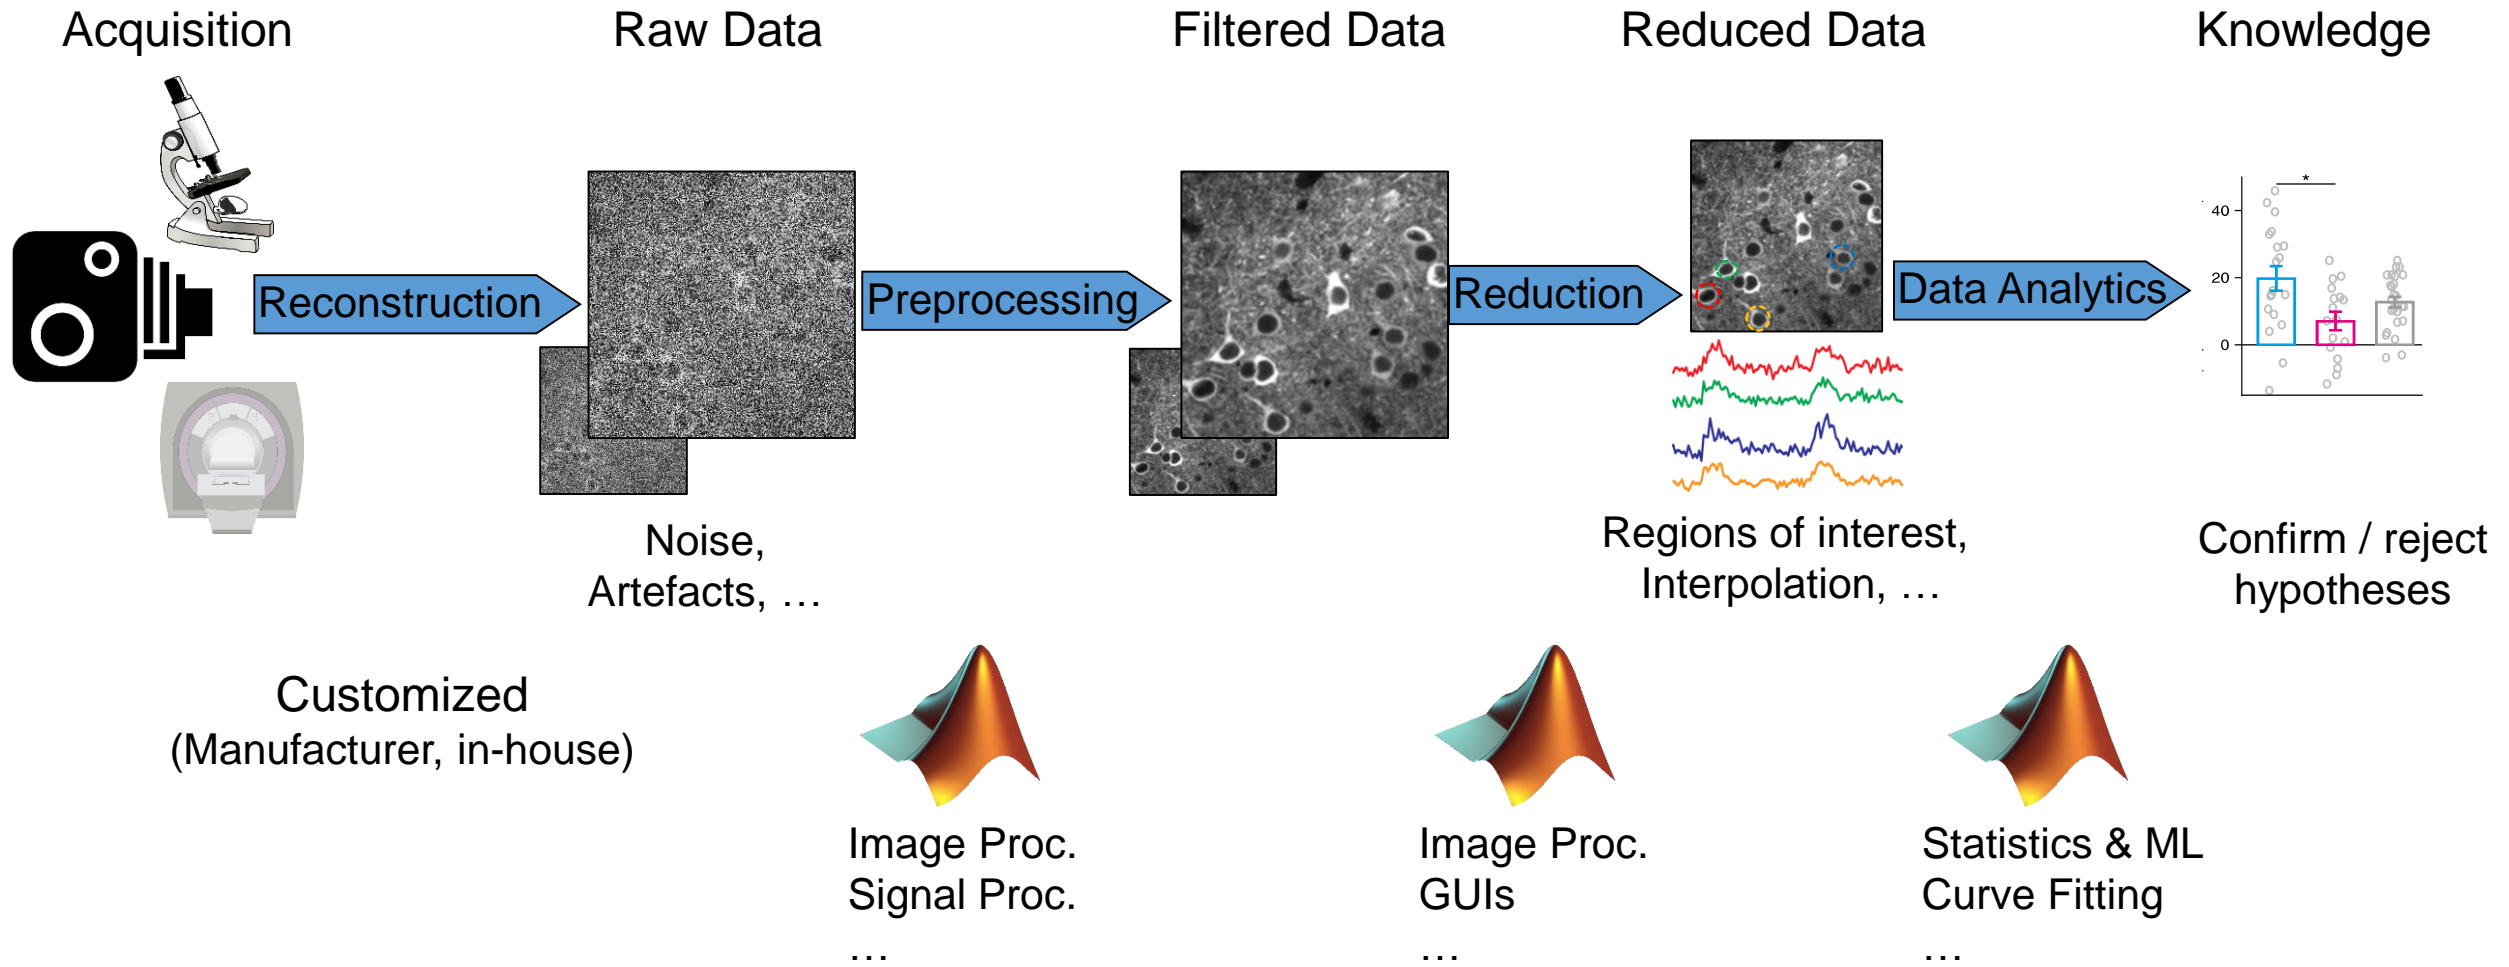 Acquisition
Raw Data
Filtered Data
Reduced Data
Knowledge
Reconstruction
Preprocessing
Reduction
Data Analytics
*
40
20
0
Noise,
Artefacts, …
Regions of interest,
Interpolation, …
Confirm / reject
hypotheses
Customized
(Manufacturer, in-house)
Image Proc.
Signal Proc.
…
Image Proc.
GUIs
…
Statistics & ML
Curve Fitting
…